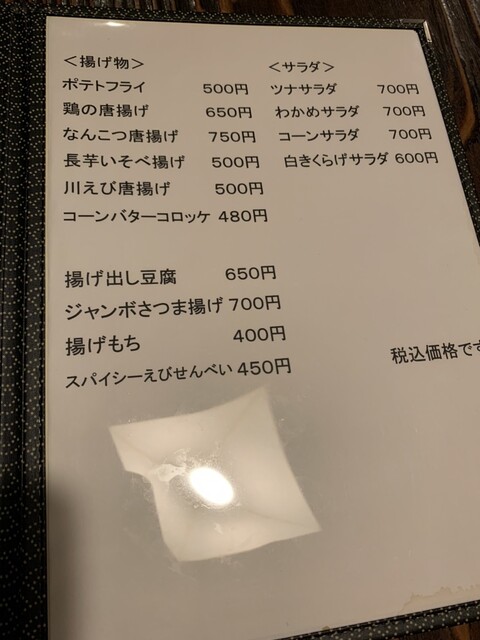 ＜揚げ物＞
ポテトフライ 500円
鶏の唐揚げ 650円
なんこつ唐揚げ 750円
長芋いそべ揚げ 500円
川えび唐揚げ 500円
コーンバターコロッケ 480円
揚げ出し豆腐 650円
ジャンボさつま揚げ 700円
揚げもち 400円
スパイシーえびせんべい 450円
＜サラダ＞
ツナサラダ 700円
わかめサラダ 700円
コーンサラダ 700円
白きくらげサラダ 600円
税込価格です